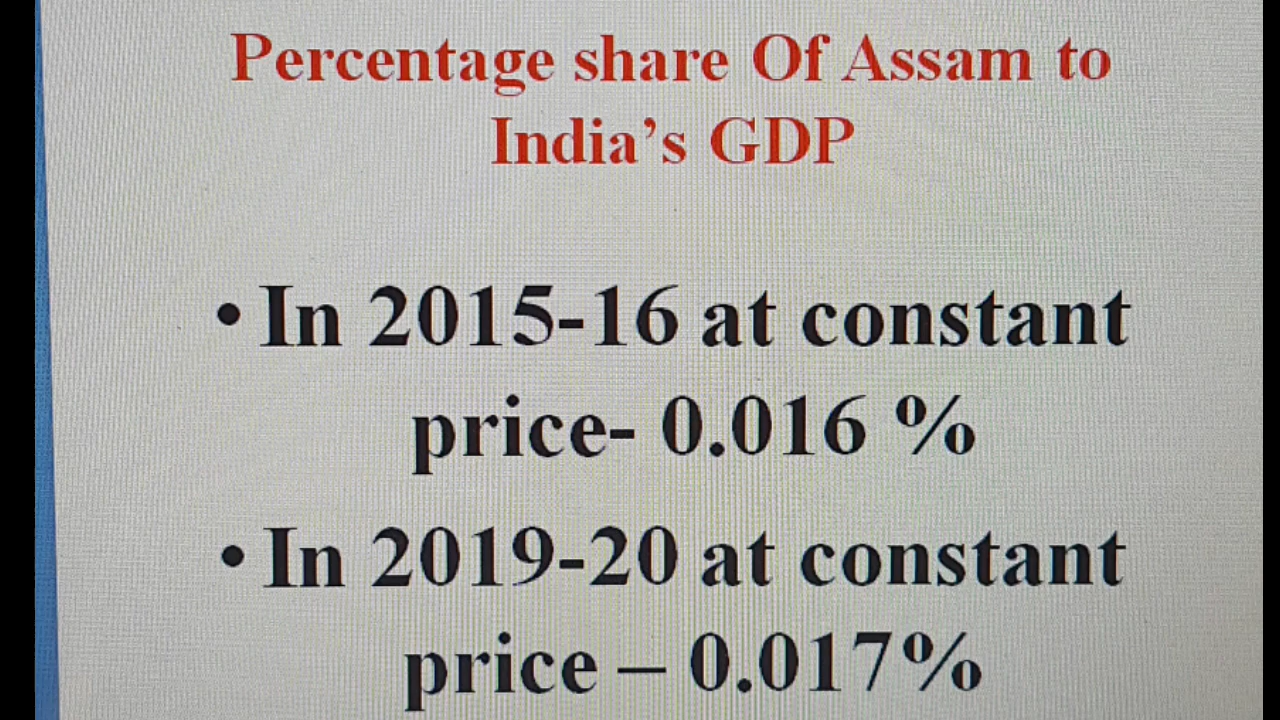 Percentage share Of Assam to
India's GDP
• In 2015-16 at constant
price- 0.016 %
• In 2019-20 at constant
price – 0.017%